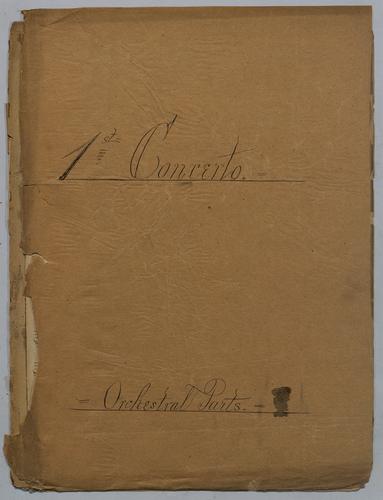 1st Concerto.=
= Orchestral Parts. =